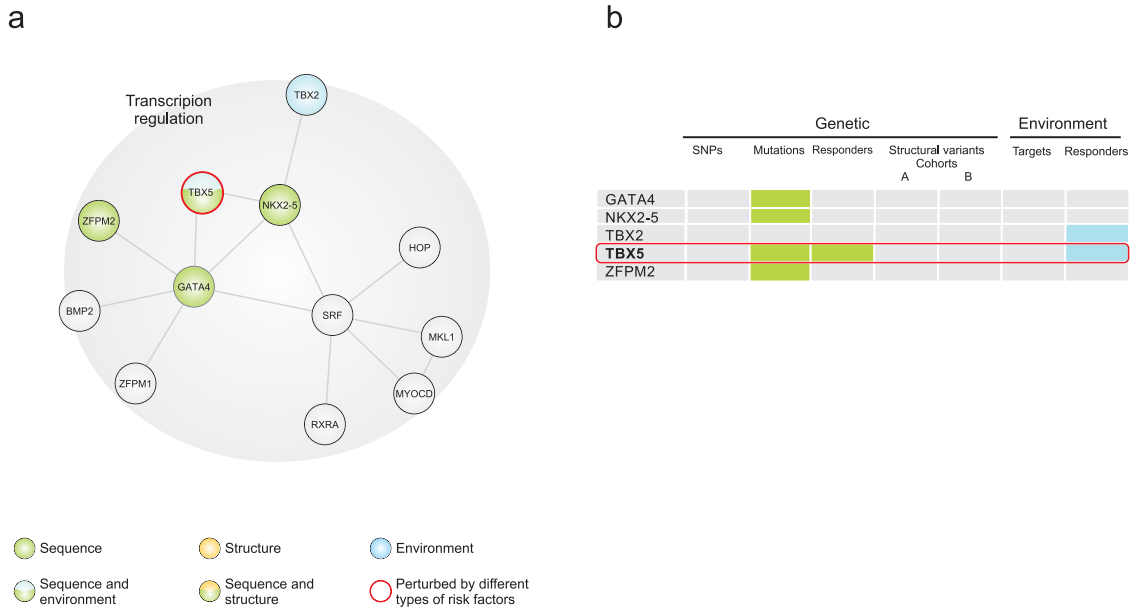 a
b
Transcripion
regulation
TBX2
TBX5
NKX2-5
ZFPM2
HOP
GATA4
BMP2
SRF
MKL1
ZFPM1
MYOCD
RXRA
Genetic
Environment
SNPs
Mutations
Responders
Structural variants
Cohorts
A
B
Targets
Responders
GATA4
NKX2-5
TBX2
TBX5
ZFPM2
Sequence
Structure
Environment
Sequence and
environment
Sequence and
structure
Perturbed by different
types of risk factors